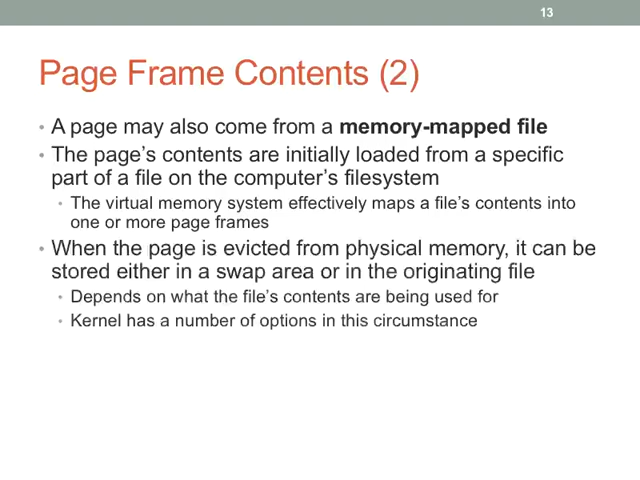 13
Page Frame Contents (2)
• A page may also come from a memory-mapped file
• The page's contents are initially loaded from a specific
part of a file on the computer's filesystem
• The virtual memory system effectively maps a file's contents into
one or more page frames
• When the page is evicted from physical memory, it can be
stored either in a swap area or in the originating file
• Depends on what the file's contents are being used for
• Kernel has a number of options in this circumstance